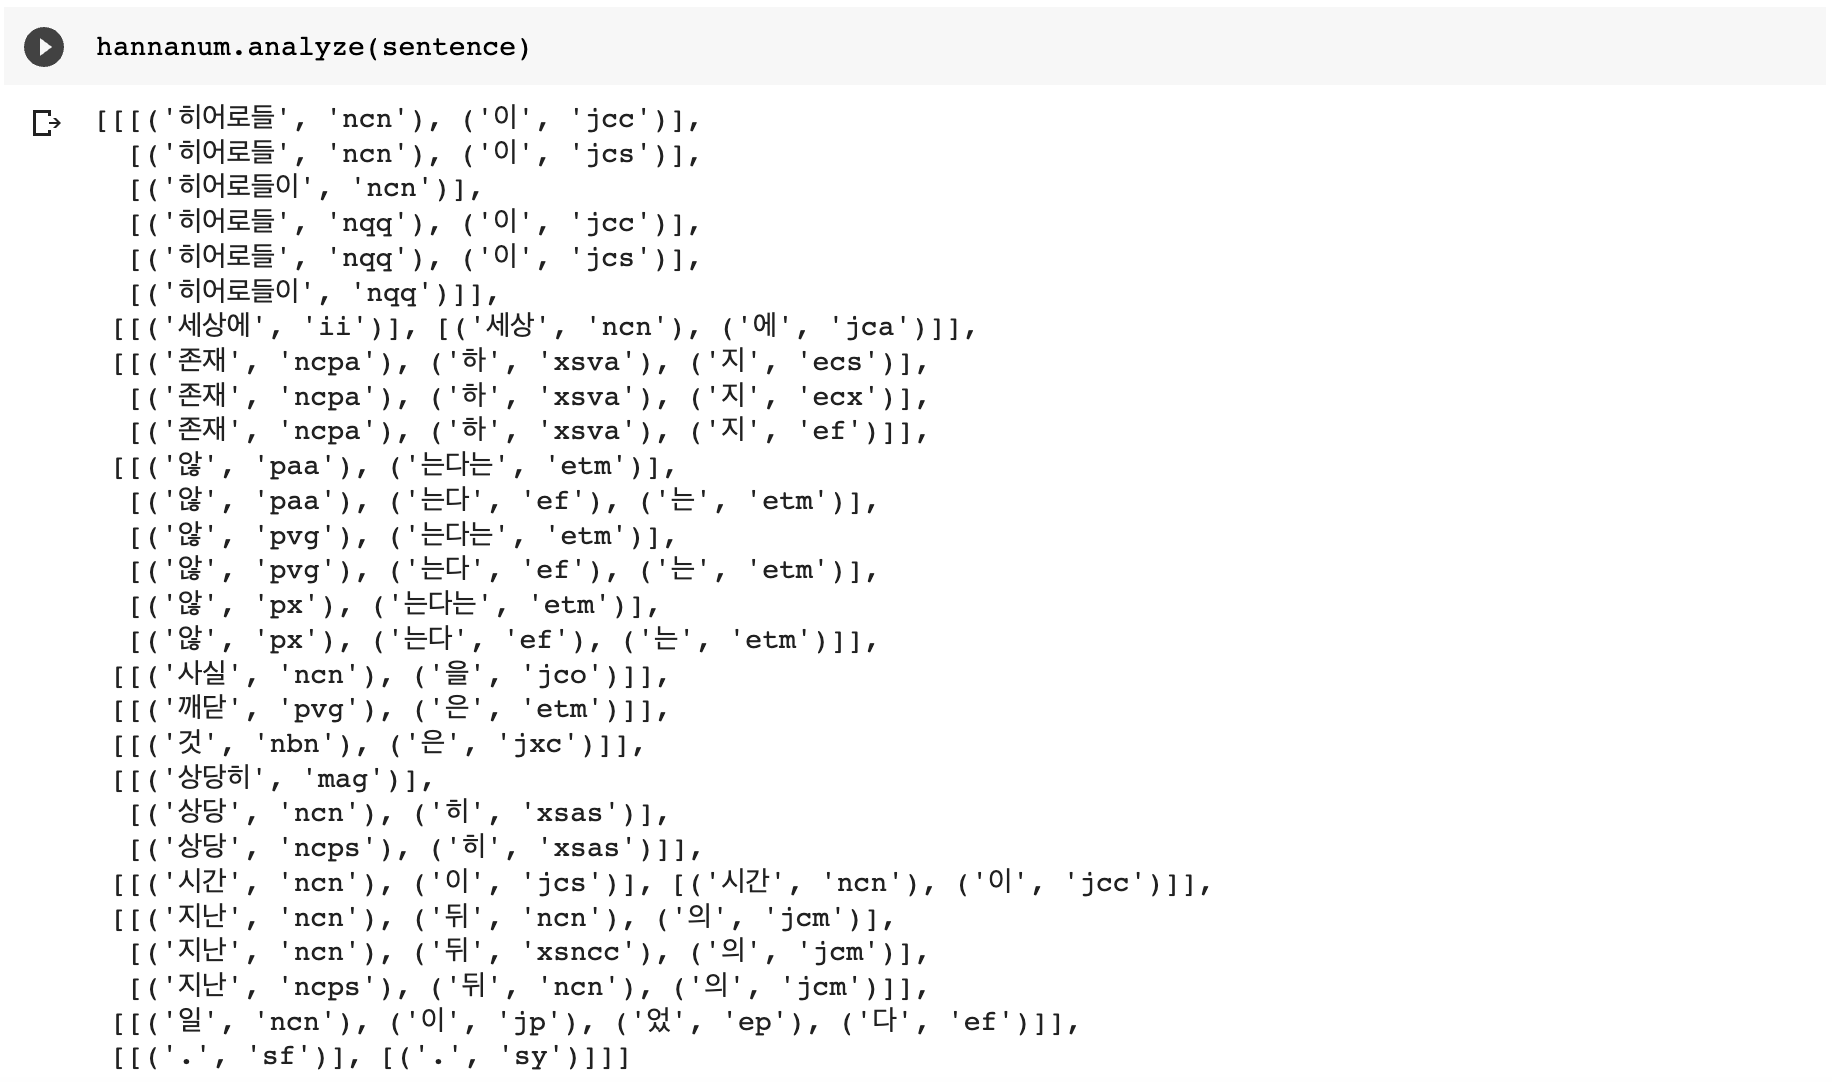 hannanum.analyze(sentence)
[[[('히어로들', 'ncn'), ('이', 'jcc')],
[('히어로들', 'ncn'), ('이', 'jcs')],
[('히어로들이', 'ncn')],
[('히어로들', 'nqq'), ('이', 'jcc')],
[('히어로들', 'nqq'), ('이', 'jcs')],
[('히어로들이', 'nqq')]],
[[('세상에', 'ii')], [('세상', 'ncn'), ('에', 'jca')]],
[[('존재', 'ncpa'), ('하', 'xsva'), ('지', 'ecs')],
[('존재', 'ncpa'), ('하', 'xsva'), ('지', 'ecx')],
[('존재', 'ncpa'), ('하', 'xsva'), ('지', 'ef')]],
[[('않', 'paa'), ('는다는', 'etm')],
[('않', 'paa'), ('는다', 'ef'), ('는', 'etm')],
[('않', 'pvg'), ('는다는', 'etm')],
[('않', 'pvg'), ('는다', 'ef'), ('는', 'etm')],
[('않', 'px'), ('는다는', 'etm')],
[('않', 'px'), ('는다', 'ef'), ('는', 'etm')]],
[[('사실', 'ncn'), ('을', 'jco')]],
[[('깨닫', 'pvg'), ('은', 'etm')]],
[[('것', 'nbn'), ('은', 'jxc')]],
[[('상당히', 'mag')],
[('상당', 'ncn'), ('히', 'xsas')],
[('상당', 'ncps'), ('히', 'xsas')]],
[[('시간', 'ncn'), ('이', 'jcs')], [('시간', 'ncn'), ('이', 'jcc')]],
[[('지난', 'ncn'), ('뒤', 'ncn'), ('의', 'jcm')],
[('지난', 'ncn'), ('뒤', 'xsncc'), ('의', 'jcm')],
[('지난', 'ncps'), ('뒤', 'ncn'), ('의', 'jcm')]],
[[('일', 'ncn'), ('이', 'jp'), ('었', 'ep'), ('다', 'ef')]],
[[('.', 'sf')], [('.', 'sy')]]]